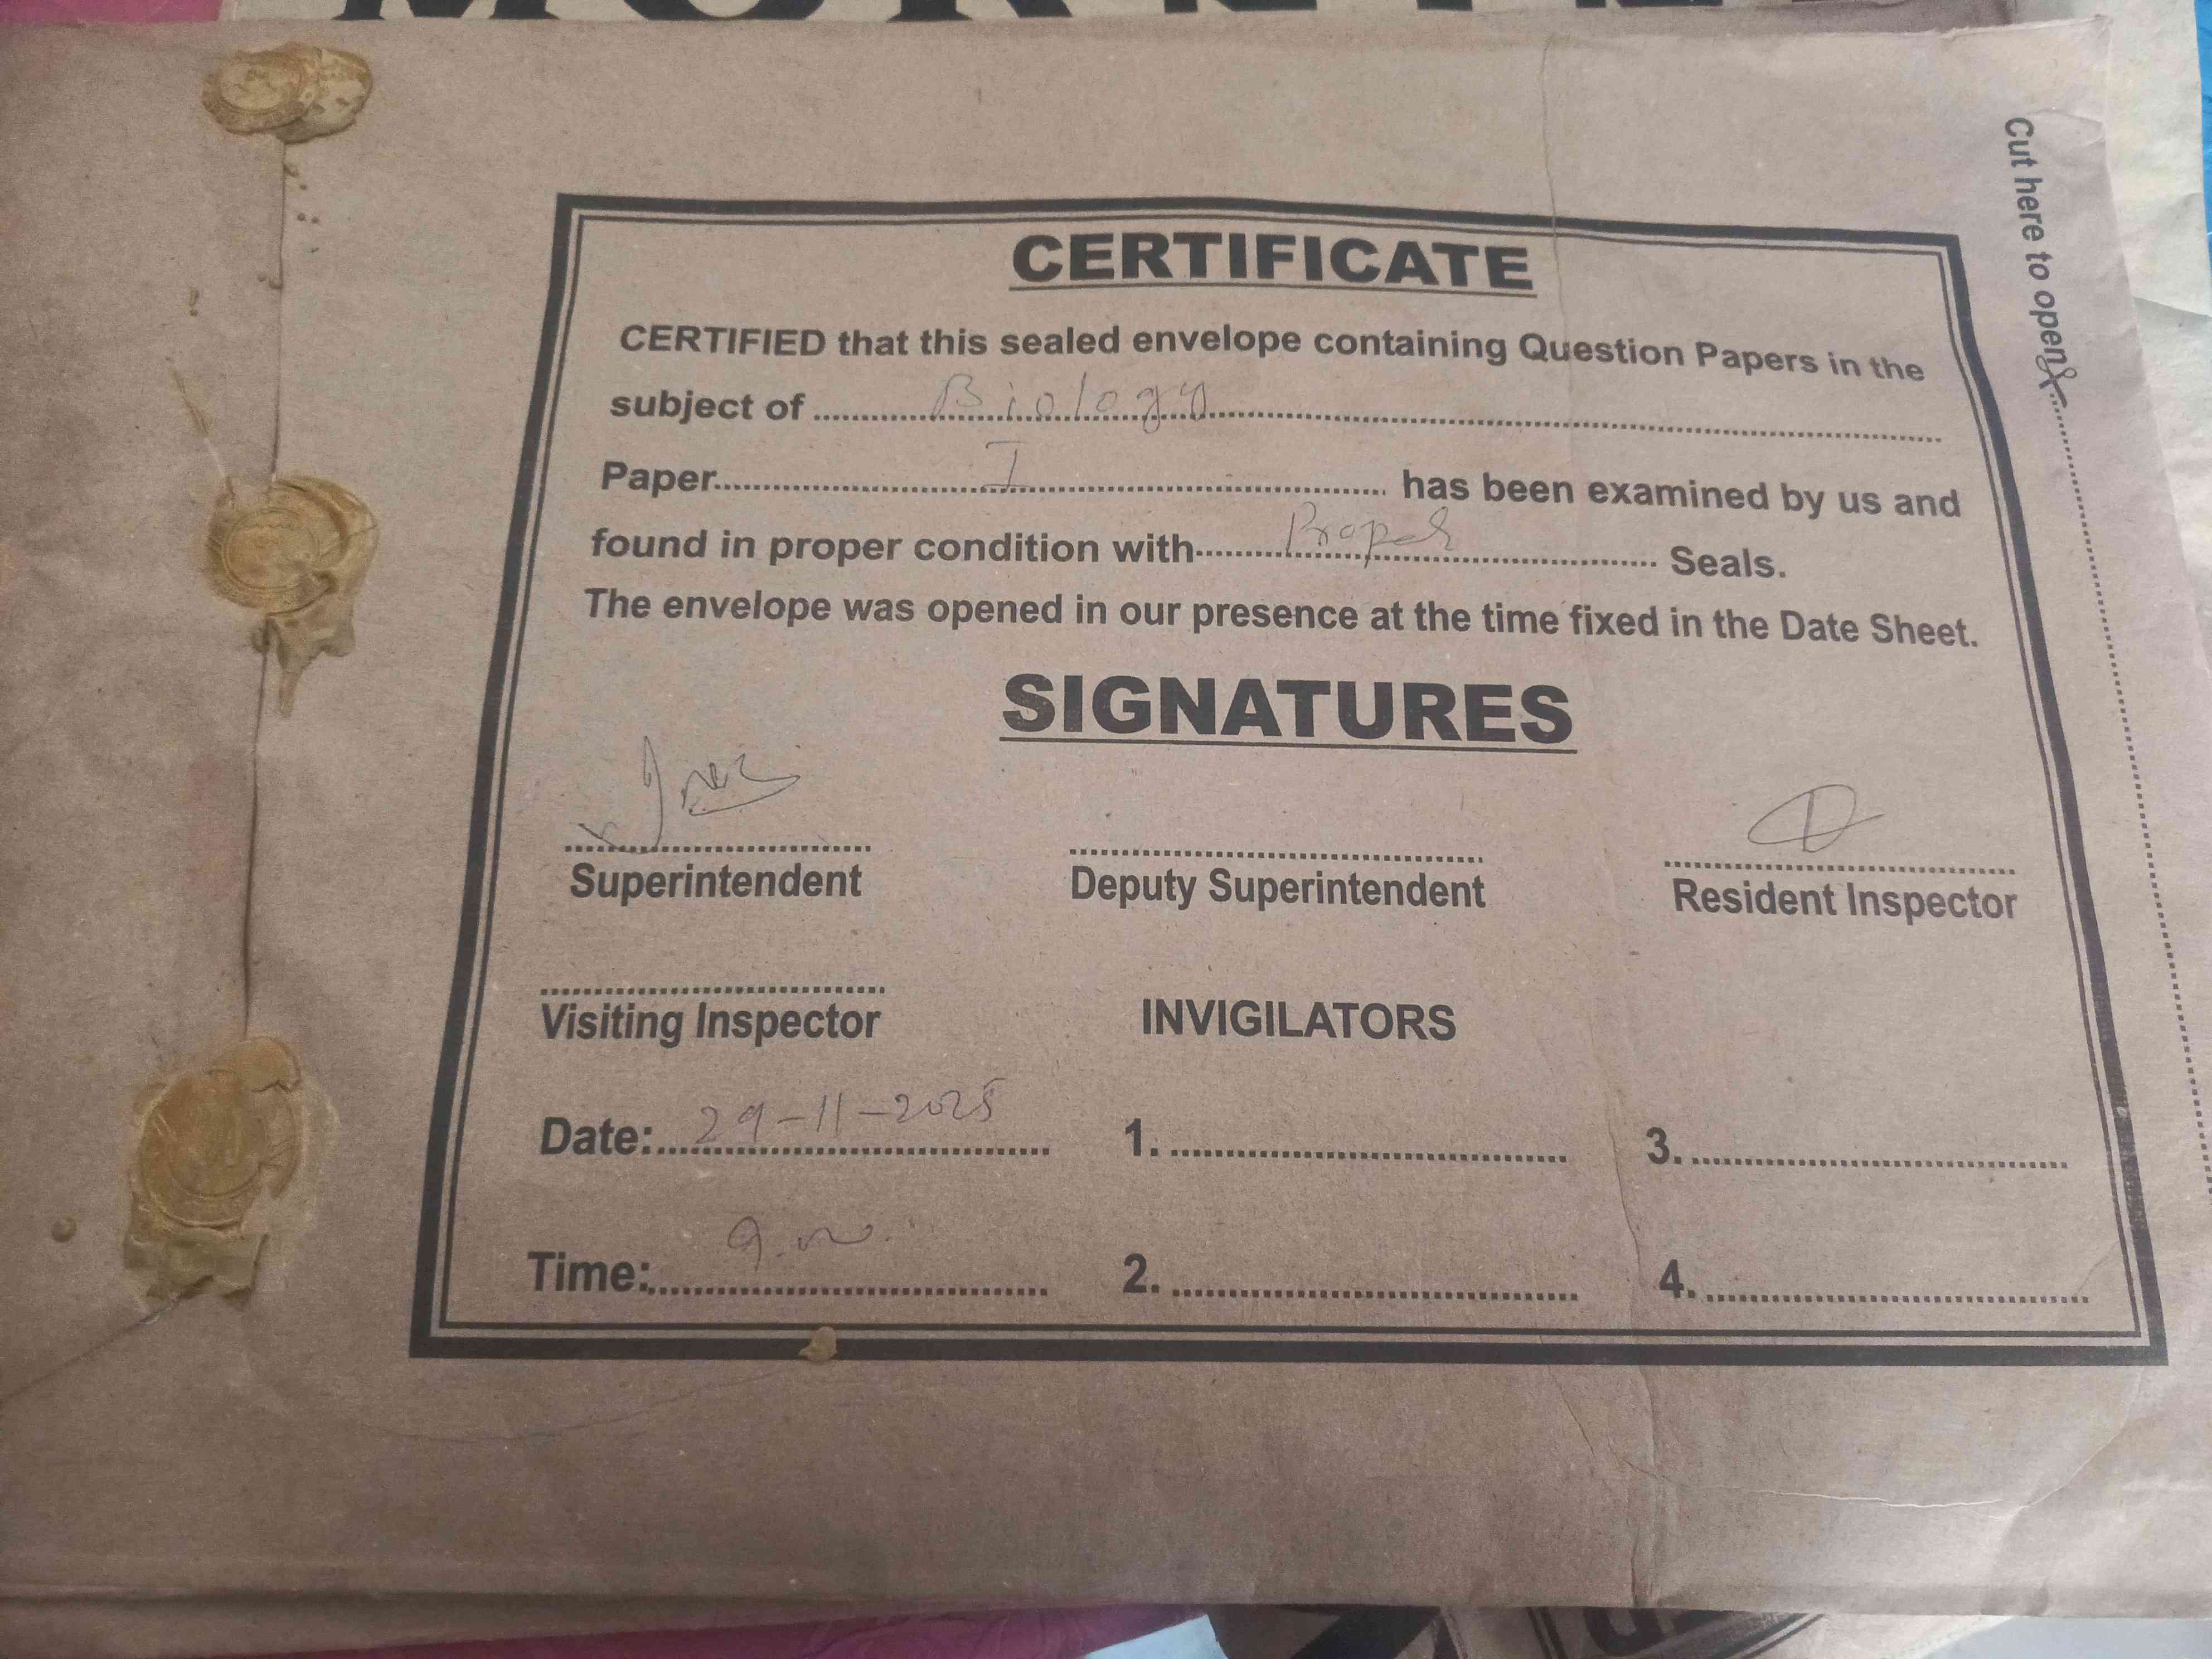 CERTIFICATE
CERTIFIED that this sealed envelope containing Question Papers in the
subject of Biology
Paper I has been examined by us and
found in proper condition with Proper Seals.
The envelope was opened in our presence at the time fixed in the Date Sheet.
SIGNATURES
Superintendent Deputy Superintendent Resident Inspector
Visiting Inspector INVIGILATORS
Date: 29-11-2025 1. 3.
Time: 9.00 2. 4.
Cut here to open